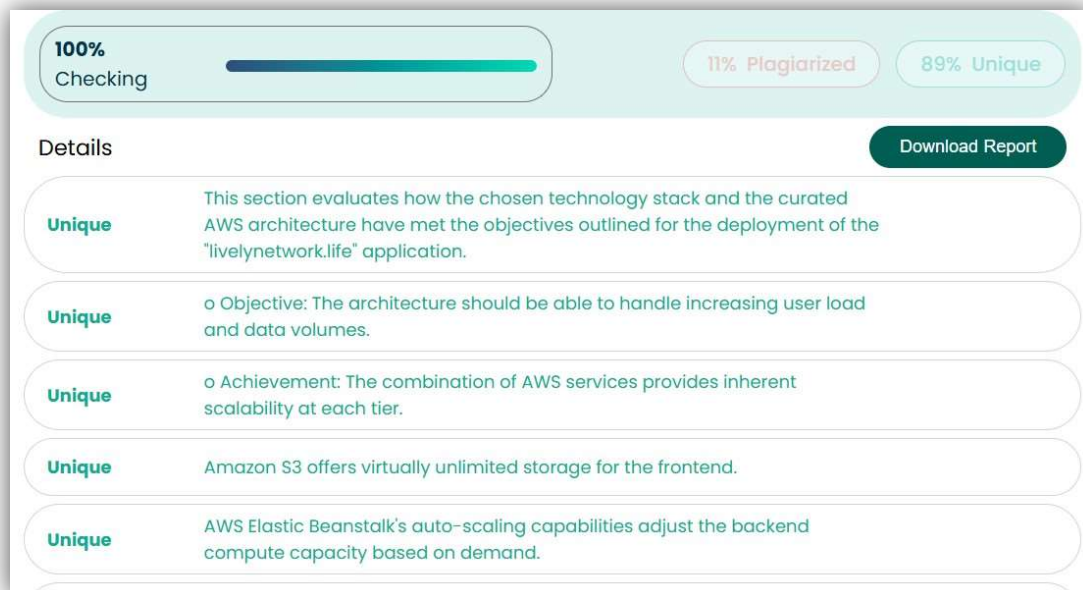 100%
Checking
11% Plagiarized
89% Unique
Details
Download Report
Unique
This section evaluates how the chosen technology stack and the curated
AWS architecture have met the objectives outlined for the deployment of the
"livelynetwork.life" application.
Unique
o Objective: The architecture should be able to handle increasing user load
and data volumes.
Unique
o Achievement: The combination of AWS services provides inherent
scalability at each tier.
Unique
Amazon S3 offers virtually unlimited storage for the frontend.
Unique
AWS Elastic Beanstalk's auto-scaling capabilities adjust the backend
compute capacity based on demand.